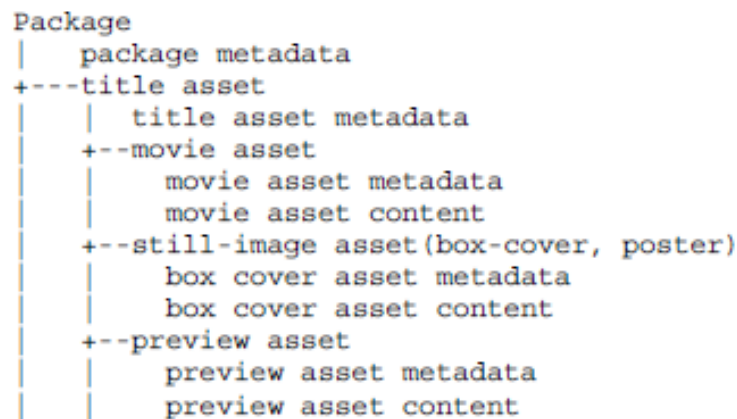 Package
|   package metadata
+---title asset
|   |  title asset metadata
|   +--movie asset
|   |    movie asset metadata
|   |    movie asset content
|   +--still-image asset(box-cover, poster)
|   |    box cover asset metadata
|   |    box cover asset content
|   +--preview asset
|   |    preview asset metadata
|   |    preview asset content